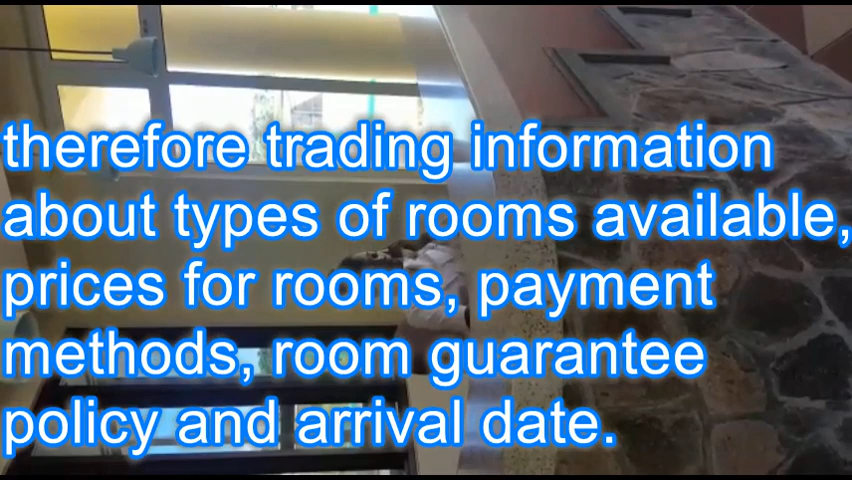 therefore trading information
about types of rooms available,
prices for rooms, payment
methods, room guarantee
policy and arrival date.